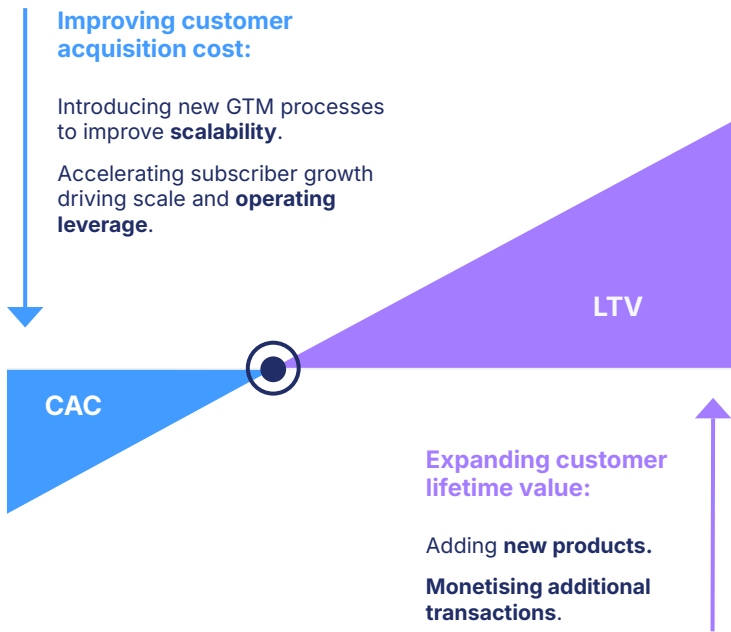 Improving customer
acquisition cost:
Introducing new GTM processes
to improve scalability.
Accelerating subscriber growth
driving scale and operating
leverage.
LTV
CAC
Expanding customer
lifetime value:
Adding new products.
Monetising additional
transactions.